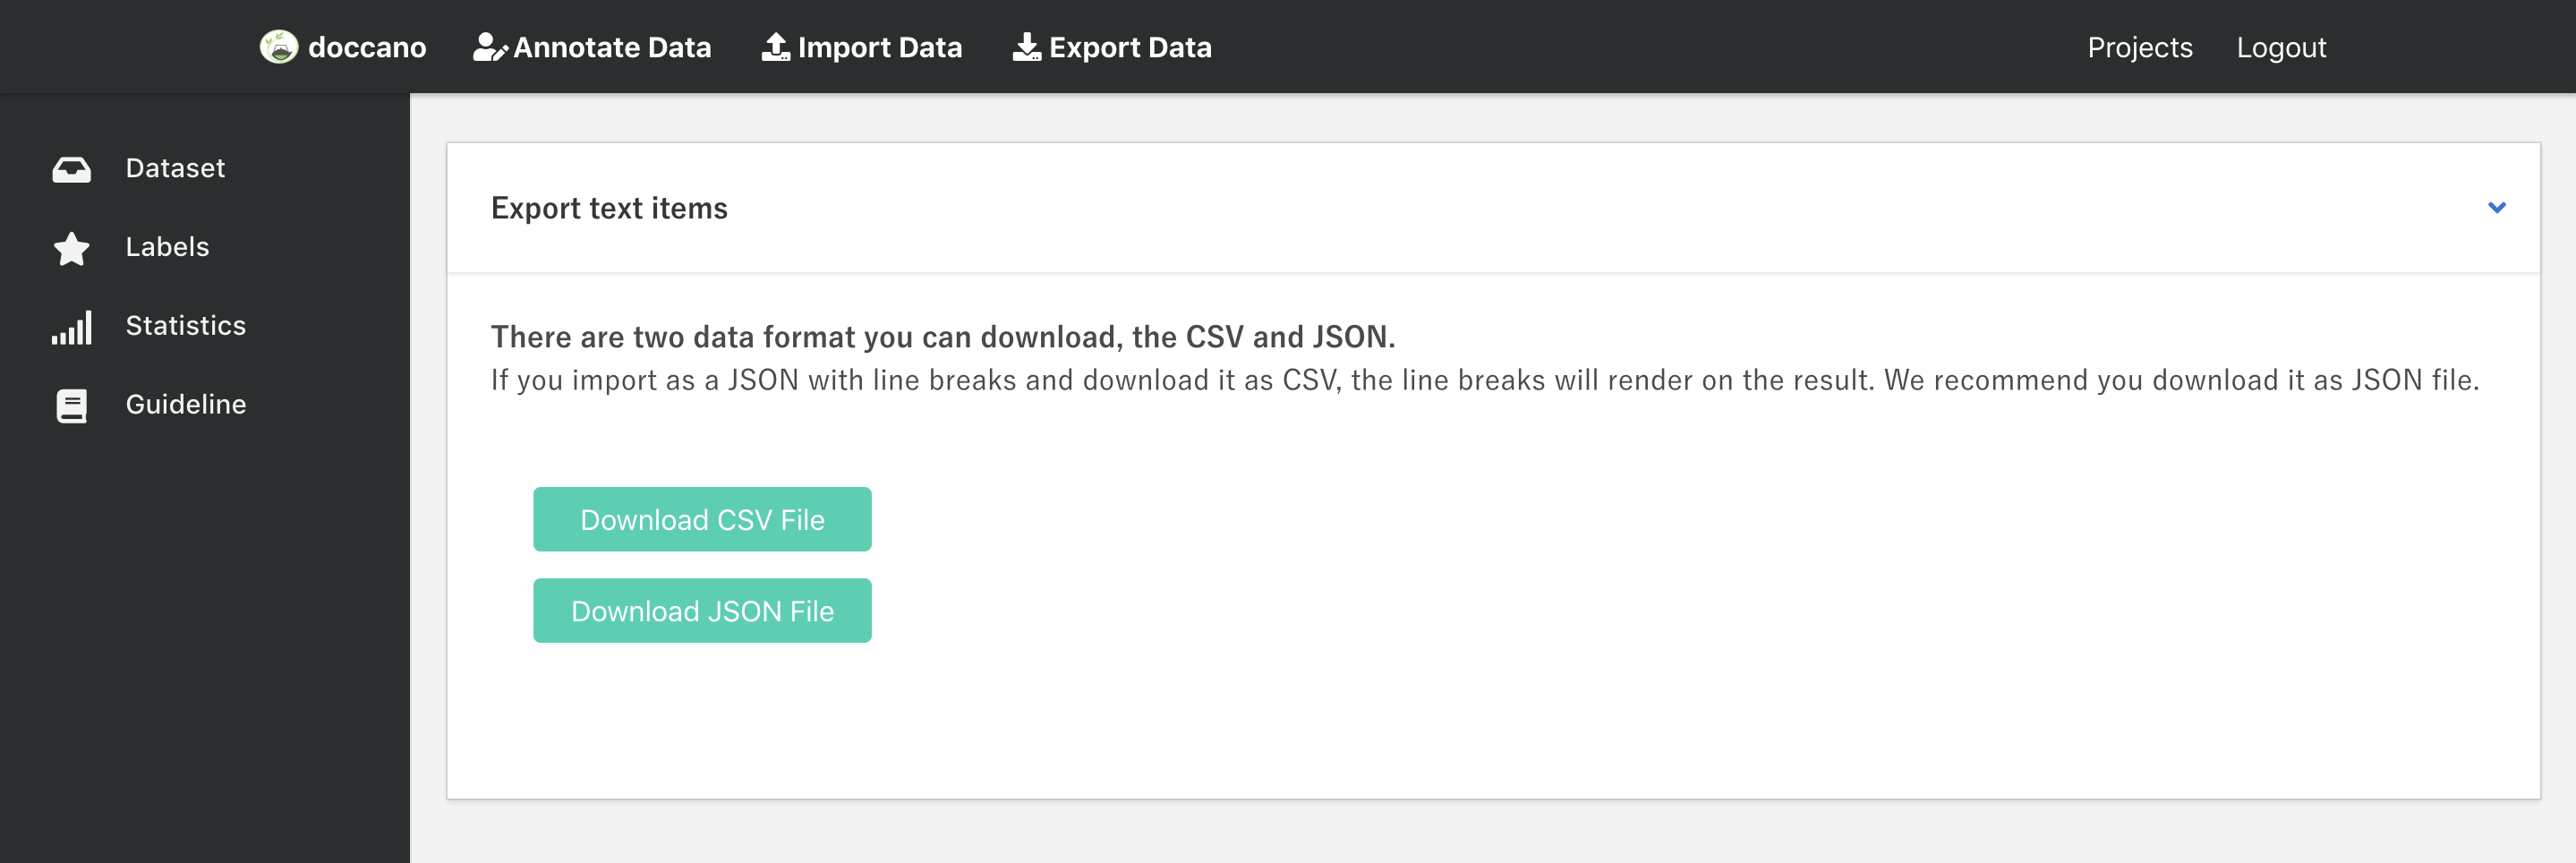 doccano Annotate Data Import Data Export Data Projects Logout
Dataset
Labels
Statistics
Guideline
Export text items
There are two data format you can download, the CSV and JSON.
If you import as a JSON with line breaks and download it as CSV, the line breaks will render on the result. We recommend you download it as JSON file.
Download CSV File
Download JSON File